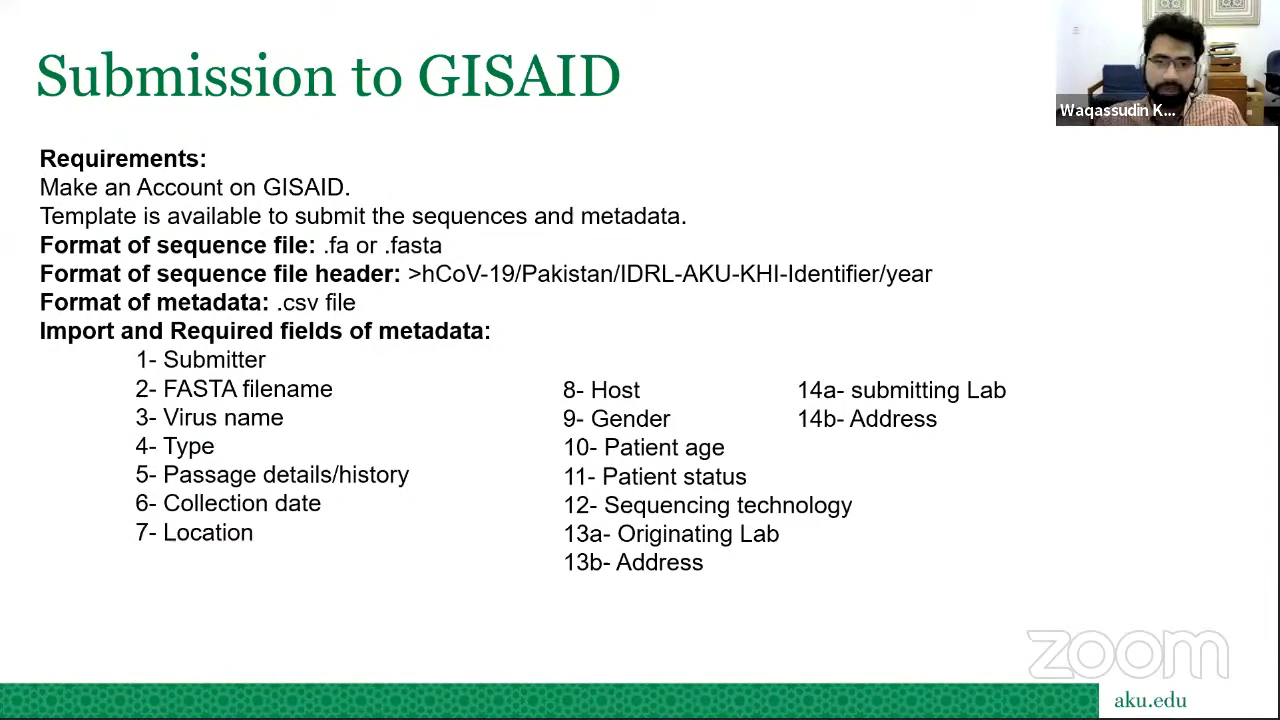 Submission to GISAID
Waqassudin K...
Requirements:
Make an Account on GISAID.
Template is available to submit the sequences and metadata.
Format of sequence file: .fa or .fasta
Format of sequence file header: >hCoV-19/Pakistan/IDRL-AKU-KHI-Identifier/year
Format of metadata: .csv file
Import and Required fields of metadata:
1- Submitter
2- FASTA filename
3- Virus name
4- Type
5- Passage details/history
6- Collection date
7- Location
8- Host
9- Gender
10- Patient age
11- Patient status
12- Sequencing technology
13a- Originating Lab
13b- Address
14a- submitting Lab
14b- Address
zoom
aku.edu